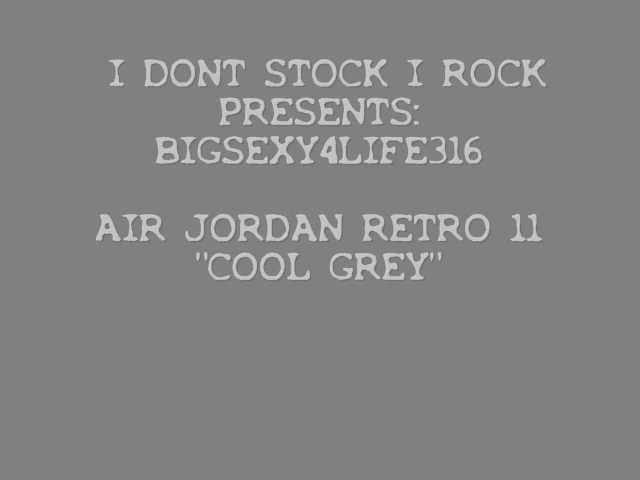 I DONT STOCK I ROCK
PRESENTS:
BIGSEXY4LIFE316
AIR JORDAN RETRO 11
"COOL GREY"